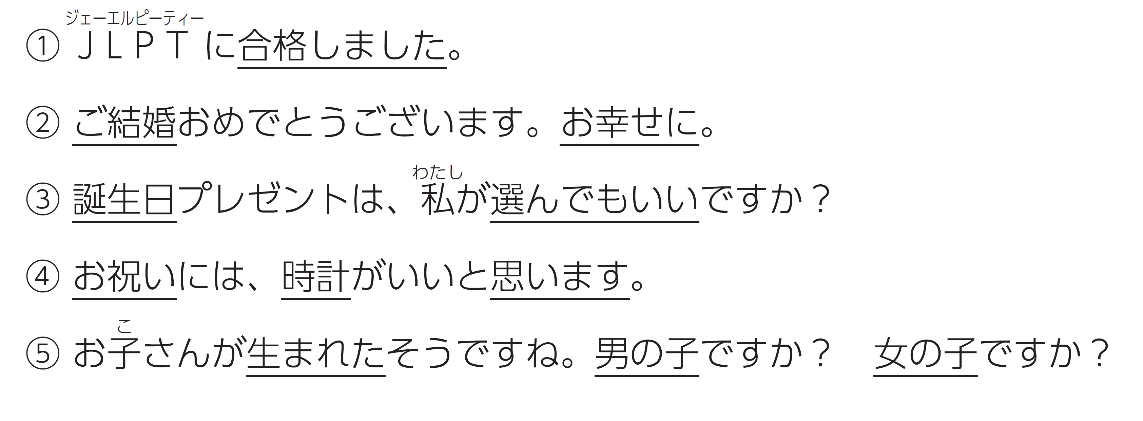 ジェーエルピーティー
① ＪＬＰＴに合格しました。
② ご結婚おめでとうございます。お幸せに。
わたし
③ 誕生日プレゼントは、私が選んでもいいですか？
④ お祝いには、時計がいいと思います。
こ
⑤ お子さんが生まれたそうですね。男の子ですか？　女の子ですか？